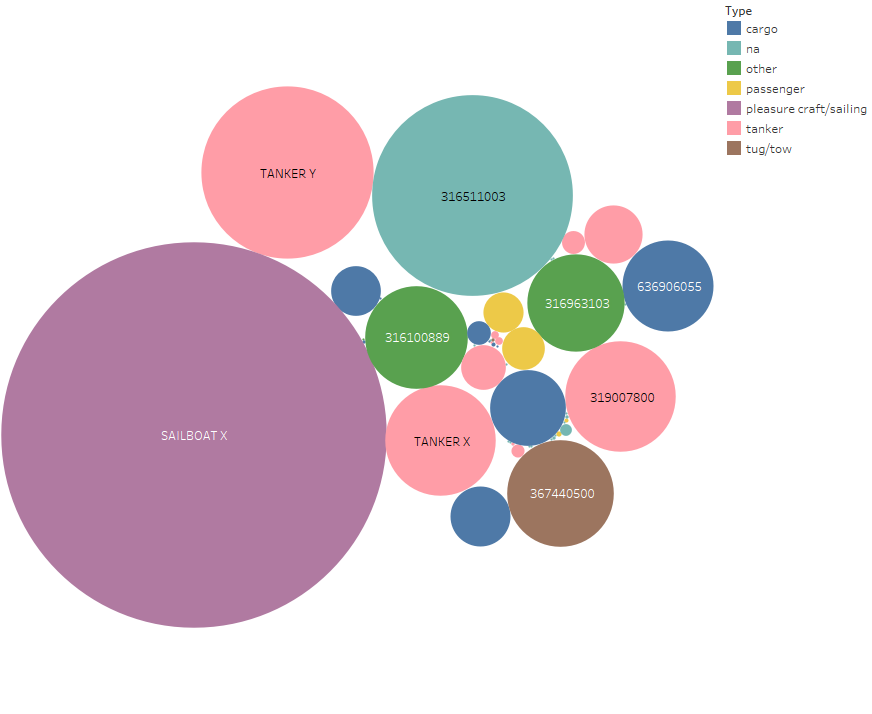 Type
cargo
na
other
passenger
pleasure craft/sailing
tanker
tug/tow
TANKER Y
316511003
636906055
316963103
316100889
319007800
SAILBOAT X
TANKER X
367440500